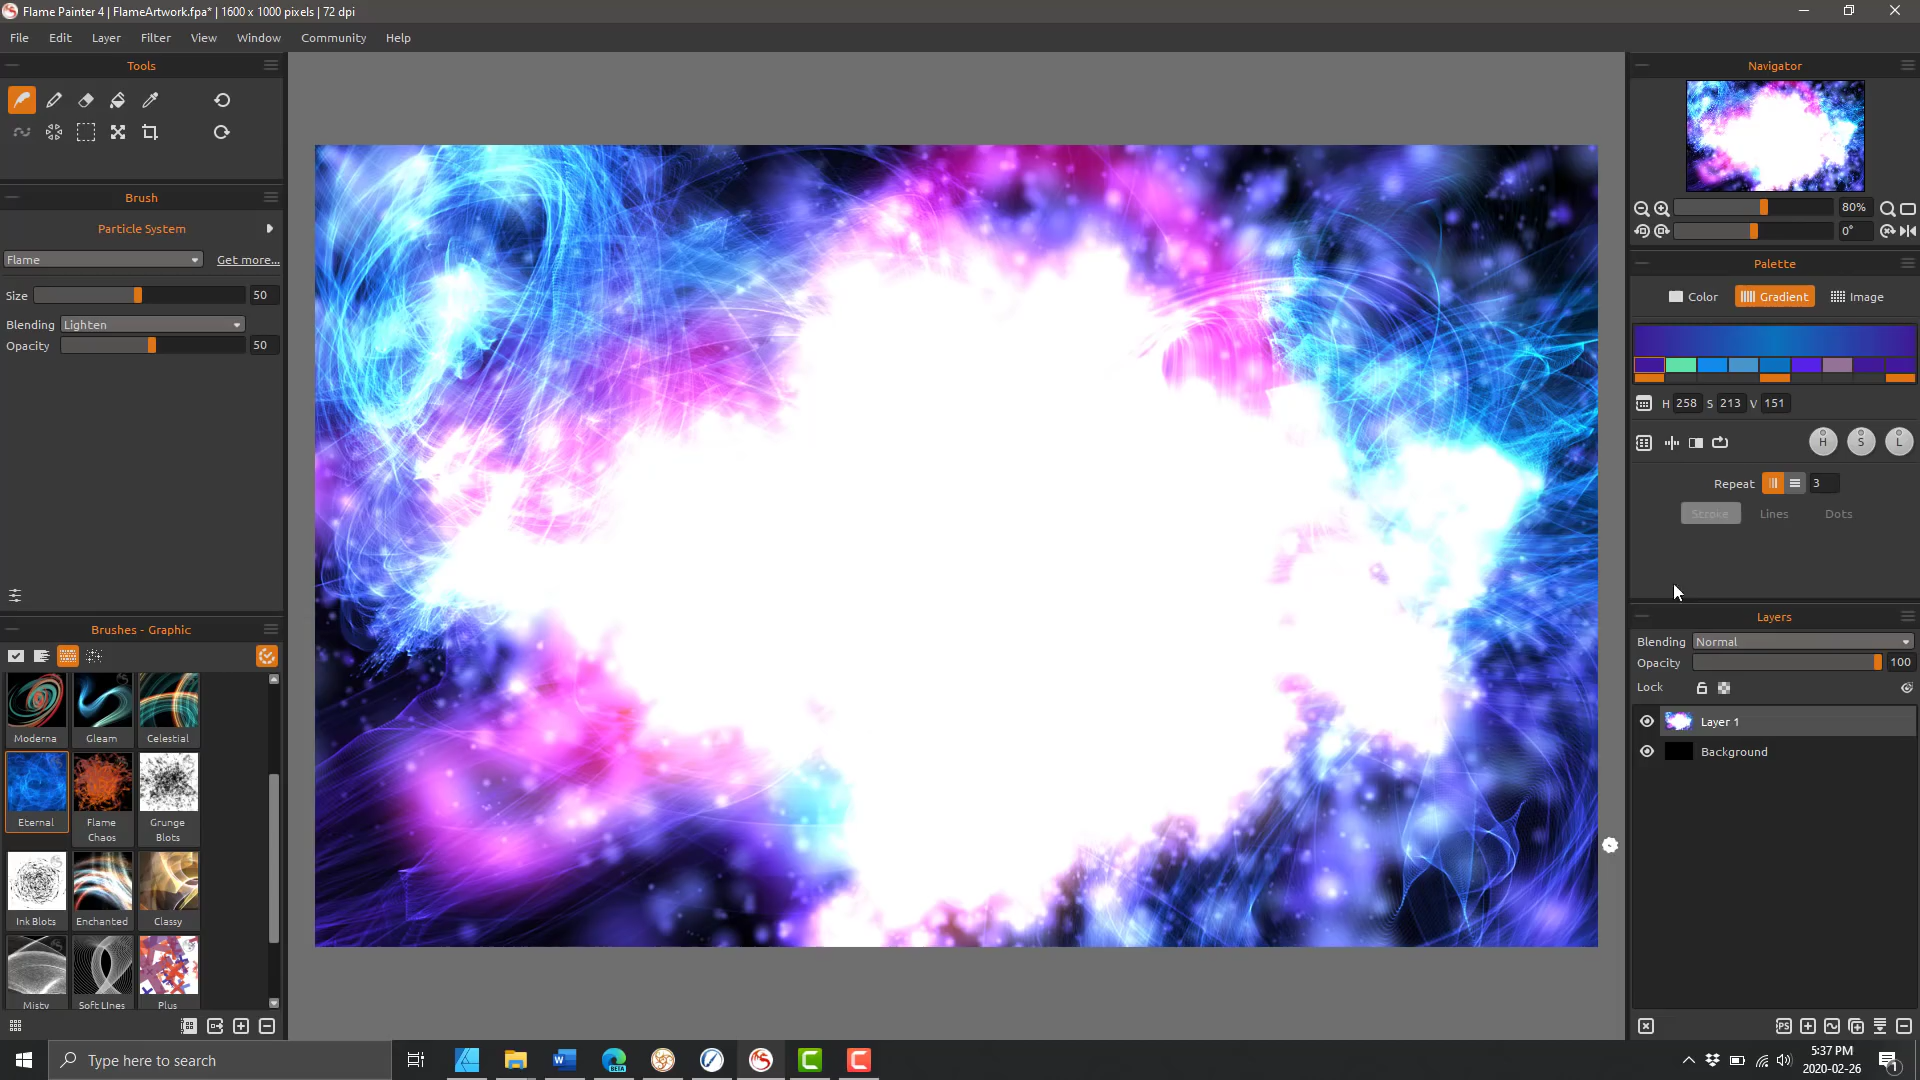 Flame Painter 4 | FlameArtwork.fpa* | 1600 x 1000 pixels | 72 dpi
File Edit Layer Filter View Window Community Help
Tools
Brush
Particle System
Flame Get more...
Size 50
Blending Lighten
Opacity 50
Brushes - Graphic
Moderna Gleam Celestial
Eternal Flame Chaos Grunge Blots
Ink Blots Enchanted Classy
Misty Soft Lines Plus
Navigator
80%
0°
Palette
Color Gradient Image
H 258 S 213 V 151
H S L
Repeat 3
Stroke Lines Dots
Layers
Blending Normal
Opacity 100
Lock
Layer 1
Background
PS
Type here to search
W
BETA
C C
5:37 PM
2020-02-26
1